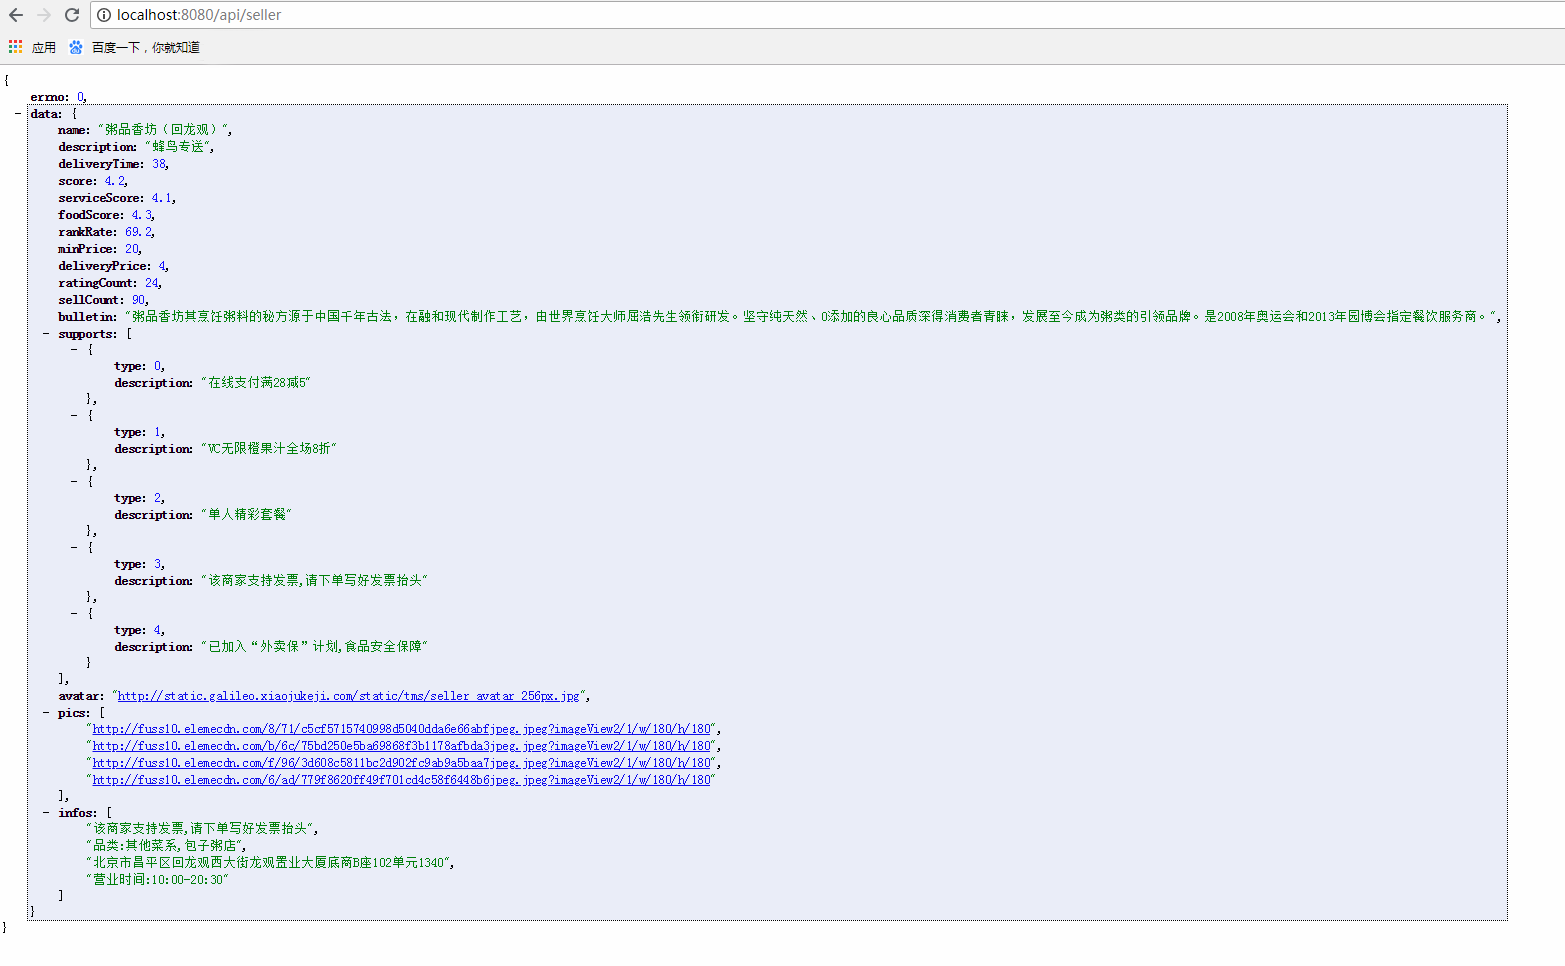 localhost:8080/api/seller
应用 百度一下，你就知道
{
errno: 0,
- data: {
name: "粥品香坊（回龙观）",
description: "蜂鸟专送",
deliveryTime: 38,
score: 4.2,
serviceScore: 4.1,
foodScore: 4.3,
rankRate: 69.2,
minPrice: 20,
deliveryPrice: 4,
ratingCount: 24,
sellCount: 90,
bulletin: "粥品香坊其烹饪粥料的秘方源于中国千年古法，在融和现代制作工艺，由世界烹饪大师屈浩先生领衔研发。坚守纯天然、0添加的良心品质深得消费者青睐，发展至今成为粥类的引领品牌。是2008年奥运会和2013年园博会指定餐饮服务商。",
- supports: [
- {
type: 0,
description: "在线支付满28减5"
},
- {
type: 1,
description: "VC无限橙果汁全场8折"
},
- {
type: 2,
description: "单人精彩套餐"
},
- {
type: 3,
description: "该商家支持发票,请下单写好发票抬头"
},
- {
type: 4,
description: "已加入“外卖保”计划,食品安全保障"
}
],
avatar: "http://static.galileo.xiaojukeji.com/static/tms/seller_avatar_256px.jpg",
- pics: [
"http://fuss10.elemecdn.com/8/71/c5cf5715740998d5040dda6e66abfjpeg.jpeg?imageView2/1/w/180/h/180",
"http://fuss10.elemecdn.com/b/6c/75bd250e5ba69868f3b1178afbda3jpeg.jpeg?imageView2/1/w/180/h/180",
"http://fuss10.elemecdn.com/f/96/3d608c5811bc2d902fc9ab9a5baa7jpeg.jpeg?imageView2/1/w/180/h/180",
"http://fuss10.elemecdn.com/6/ad/779f8620ff49f701cd4c58f6448b6jpeg.jpeg?imageView2/1/w/180/h/180"
],
- infos: [
"该商家支持发票,请下单写好发票抬头",
"品类:其他菜系,包子粥店",
"北京市昌平区回龙观西大街龙观置业大厦底商B座102单元1340",
"营业时间:10:00-20:30"
]
}
}